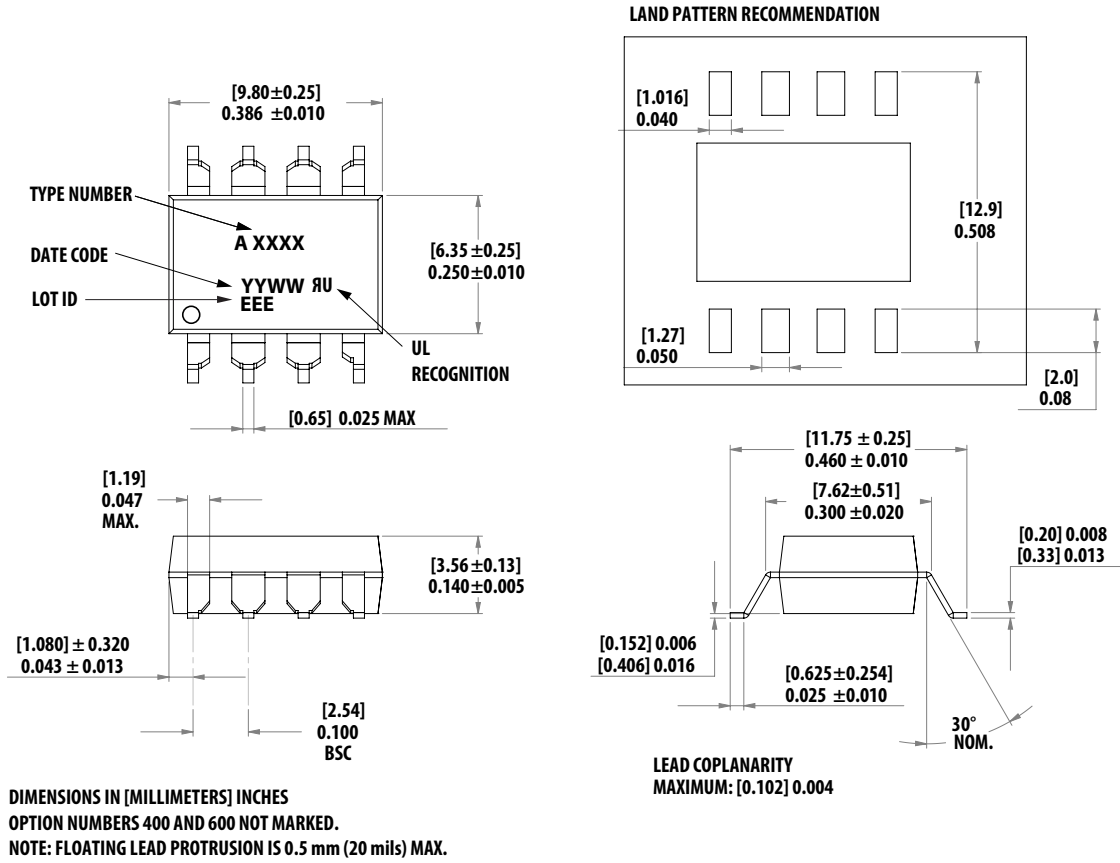 LAND PATTERN RECOMMENDATION
[9.80±0.25]
0.386 ±0.010
TYPE NUMBER
A XXXX
DATE CODE
YYWW RU
LOT ID
EEE
[6.35 ±0.25]
0.250±0.010
UL
RECOGNITION
[0.65] 0.025 MAX
[1.016]
0.040
[12.9]
0.508
[1.27]
0.050
[2.0]
0.08
[1.19]
0.047
MAX.
[3.56 ±0.13]
0.140±0.005
[1.080] ± 0.320
0.043 ± 0.013
[2.54]
0.100
BSC
[11.75 ± 0.25]
0.460 ± 0.010
[7.62±0.51]
0.300 ±0.020
[0.20] 0.008
[0.33] 0.013
[0.152] 0.006
[0.406] 0.016
[0.625±0.254]
0.025 ±0.010
30°
NOM.
LEAD COPLANARITY
MAXIMUM: [0.102] 0.004
DIMENSIONS IN [MILLIMETERS] INCHES
OPTION NUMBERS 400 AND 600 NOT MARKED.
NOTE: FLOATING LEAD PROTRUSION IS 0.5 mm (20 mils) MAX.